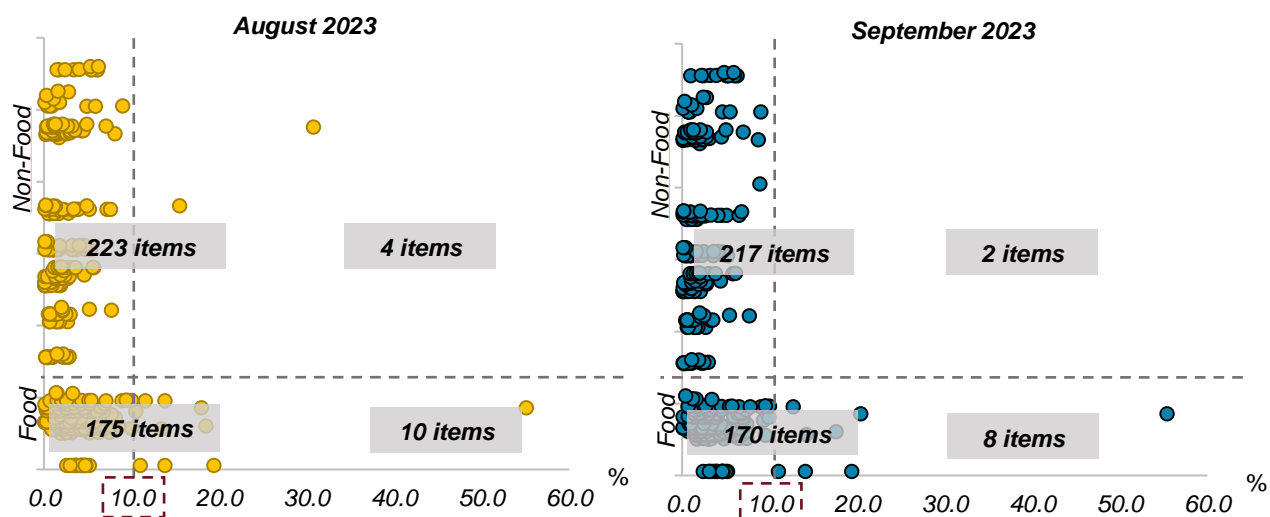 August 2023
Non-Food
Food
223 items
4 items
175 items
10 items
%
0.0 10.0 20.0 30.0 40.0 50.0 60.0
September 2023
Non-Food
Food
217 items
2 items
170 items
8 items
%
0.0 10.0 20.0 30.0 40.0 50.0 60.0